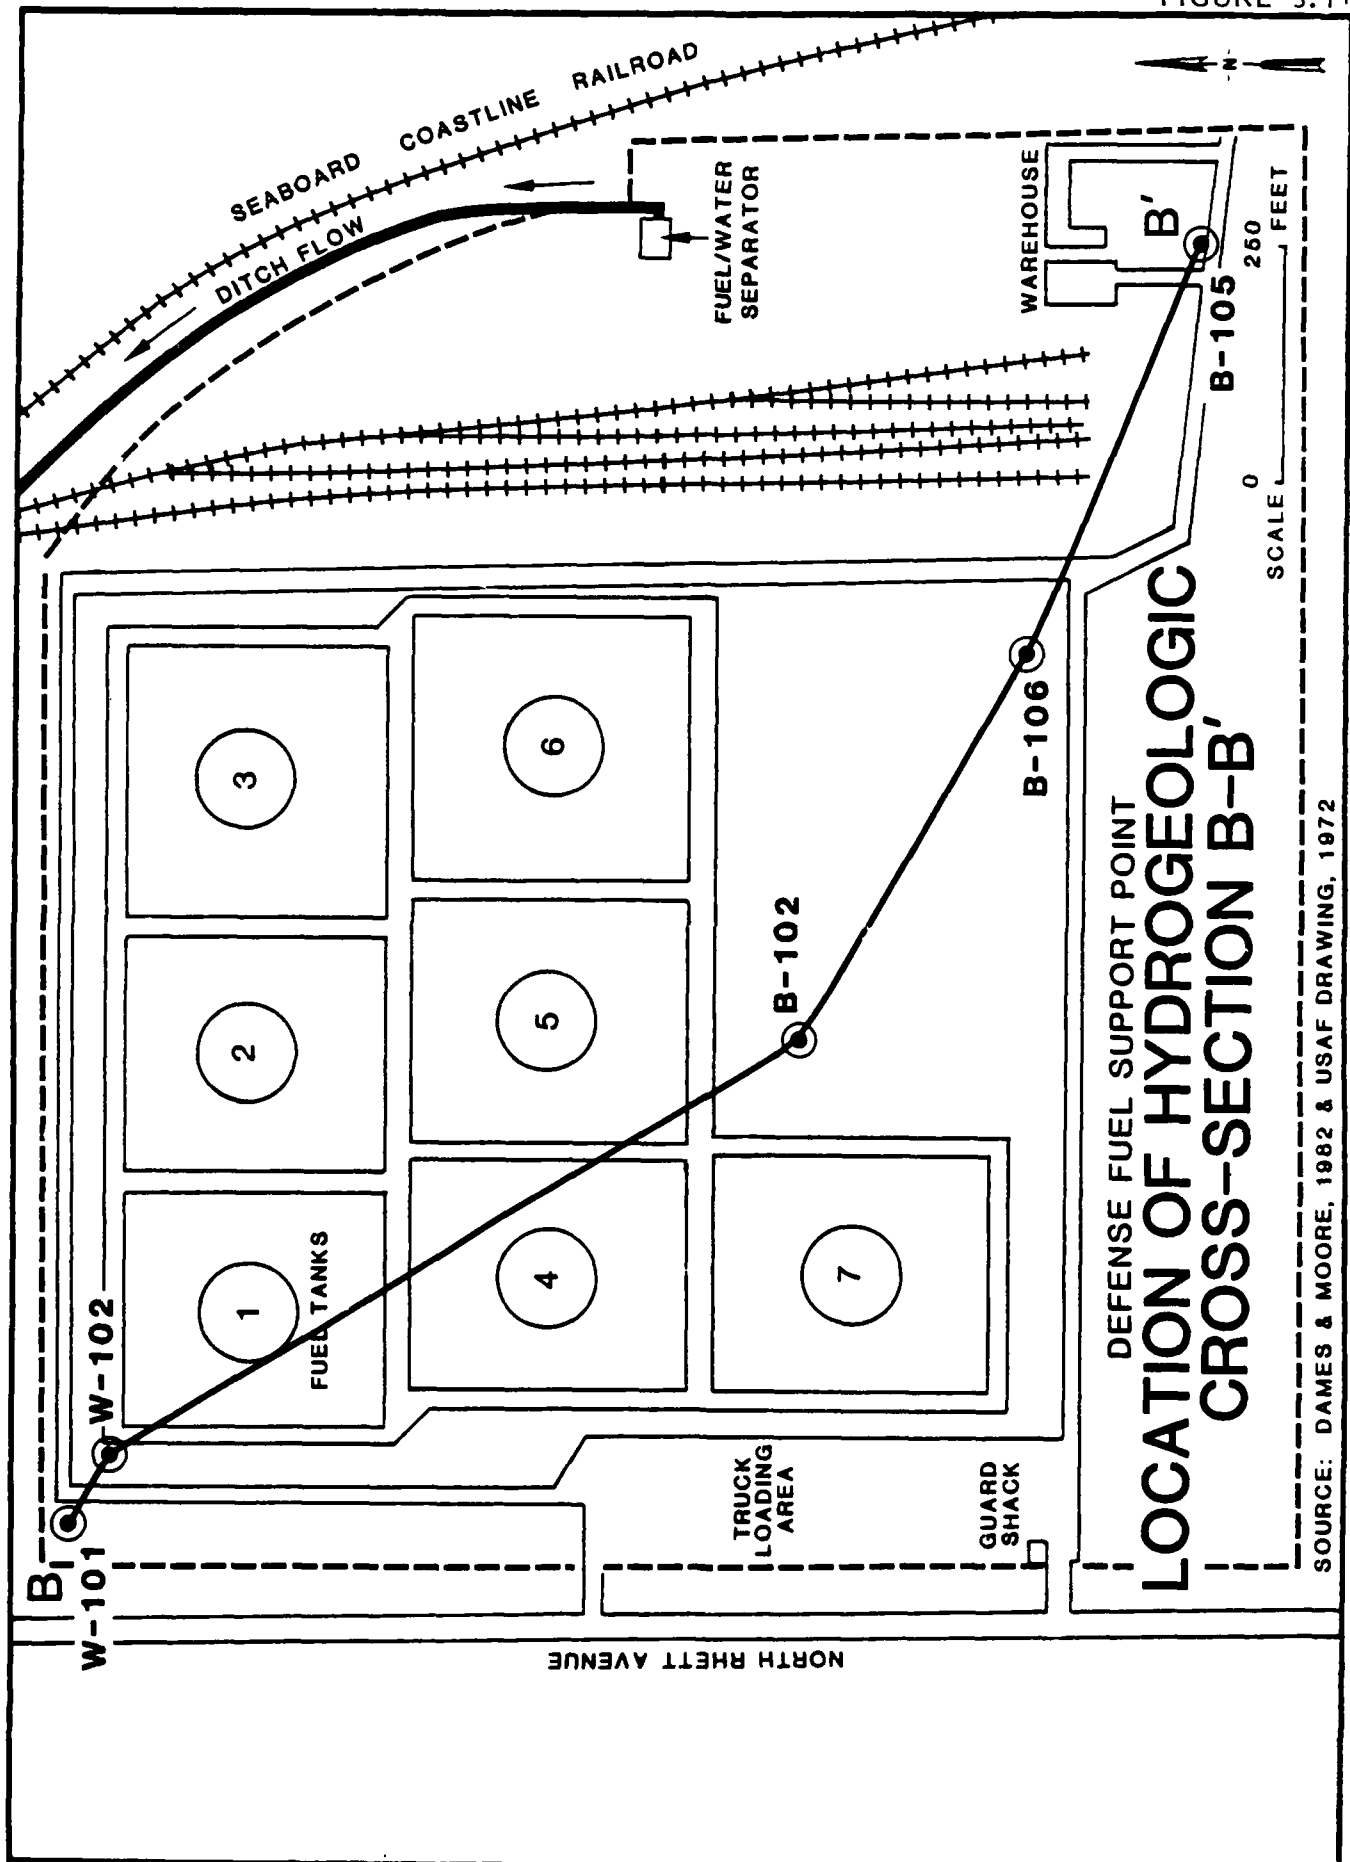 FIGURE 3.
SEABOARD COASTLINE RAILROAD
DITCH FLOW
FUEL/WATER
SEPARATOR
WAREHOUSE
N
B
W-101
W-102
1
2
3
4
5
6
7
FUEL TANKS
B-102
B-106
B-105
B'
TRUCK
LOADING
AREA
GUARD
SHACK
NORTH RHETT AVENUE
SCALE 0 250 FEET
DEFENSE FUEL SUPPORT POINT
LOCATION OF HYDROGEOLOGIC
CROSS-SECTION B-B'
SOURCE: DAMES & MOORE, 1982 & USAF DRAWING, 1972